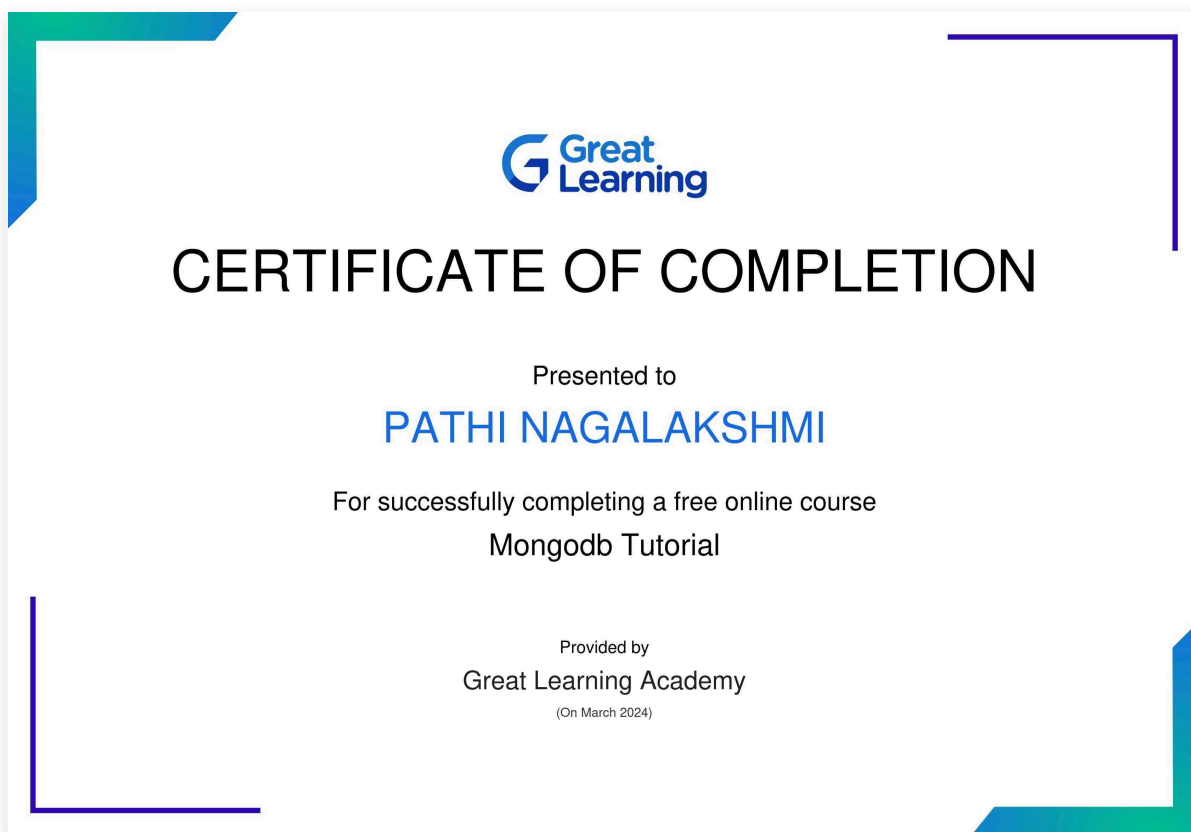 Great
Learning
CERTIFICATE OF COMPLETION
Presented to
PATHI NAGALAKSHMI
For successfully completing a free online course
Mongodb Tutorial
Provided by
Great Learning Academy
(On March 2024)